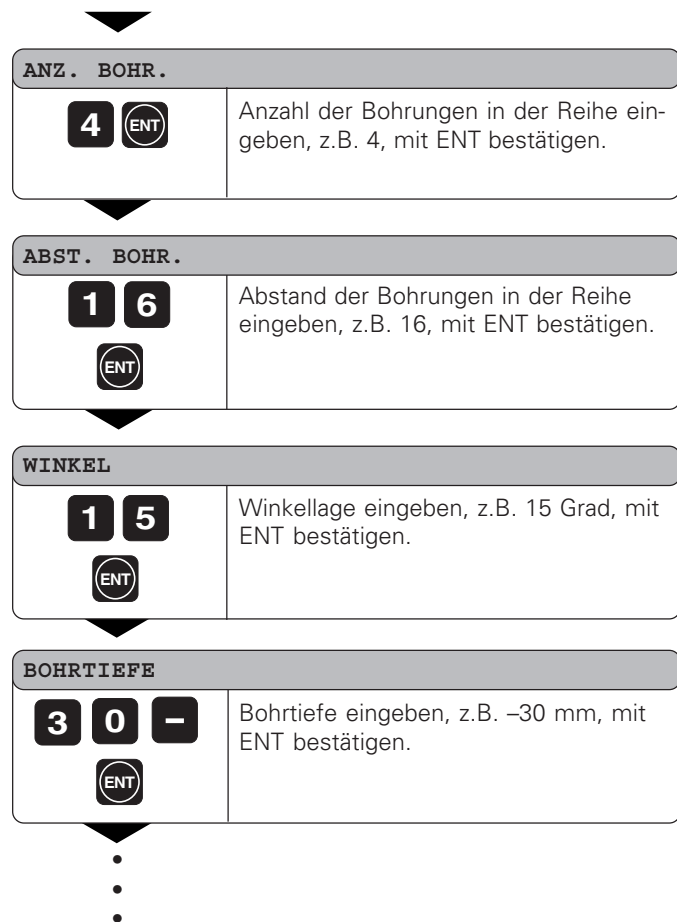 ANZ. BOHR.
4 ENT
Anzahl der Bohrungen in der Reihe ein-
geben, z.B. 4, mit ENT bestätigen.
ABST. BOHR.
1 6
ENT
Abstand der Bohrungen in der Reihe
eingeben, z.B. 16, mit ENT bestätigen.
WINKEL
1 5
ENT
Winkellage eingeben, z.B. 15 Grad, mit
ENT bestätigen.
BOHRTIEFE
3 0 –
ENT
Bohrtiefe eingeben, z.B. –30 mm, mit
ENT bestätigen.